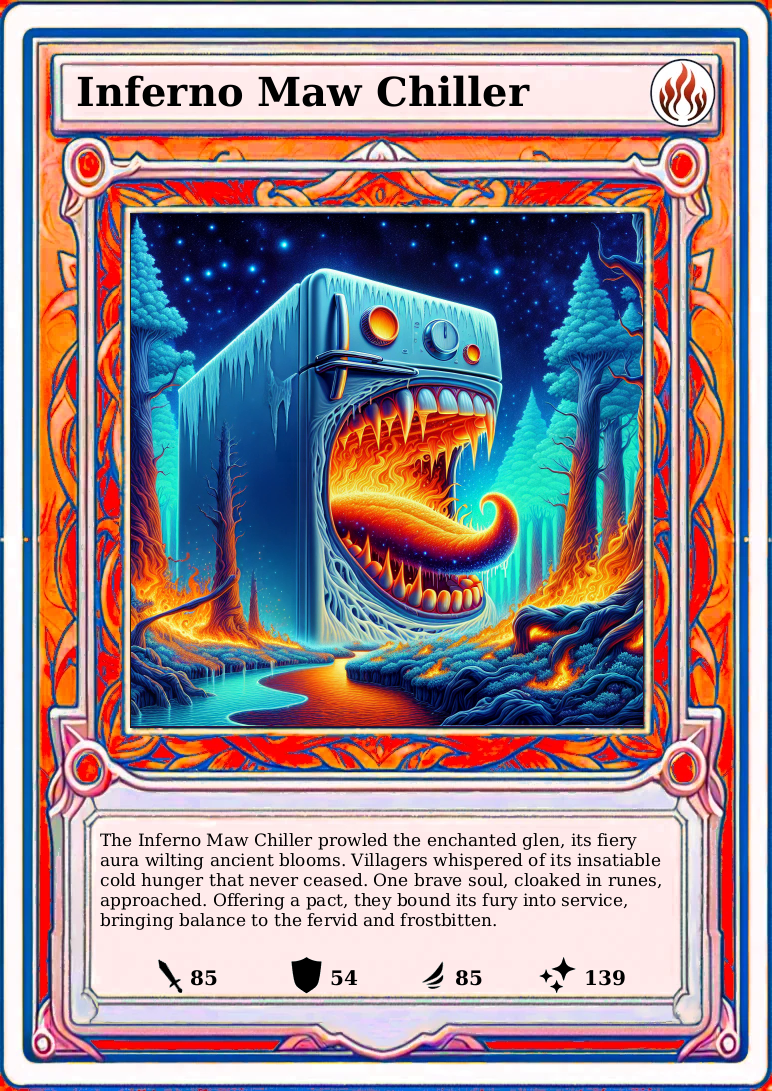 Inferno Maw Chiller
The Inferno Maw Chiller prowled the enchanted glen, its fiery
aura wilting ancient blooms. Villagers whispered of its insatiable
cold hunger that never ceased. One brave soul, cloaked in runes,
approached. Offering a pact, they bound its fury into service,
bringing balance to the fervid and frostbitten.
85 54 85 139